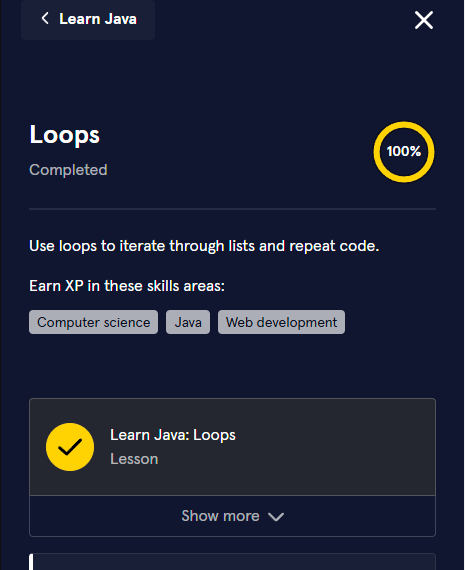 Learn Java
Loops
100%
Completed
Use loops to iterate through lists and repeat code.
Earn XP in these skills areas:
Computer science Java Web development
Learn Java: Loops
Lesson
Show more